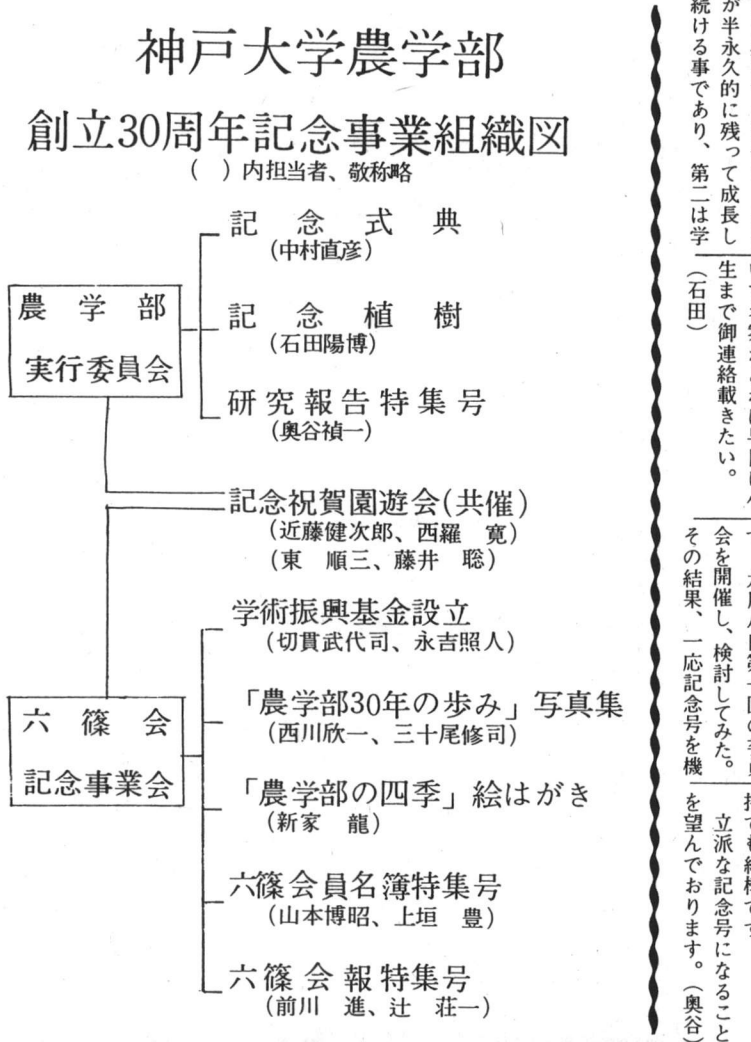 神戸大学農学部
創立30周年記念事業組織図
（　）内担当者、敬称略
農学部
実行委員会
記念式典
（中村直彦）
記念植樹
（石田陽博）
研究報告特集号
（奥谷禎一）
記念祝賀園遊会（共催）
（近藤健次郎、西羅　寛）
（東　順三、藤井　聡）
六篠会
記念事業会
学術振興基金設立
（切貫武代司、永吉照人）
「農学部30年の歩み」写真集
（西川欣一、三十尾修司）
「農学部の四季」絵はがき
（新家　龍）
六篠会員名簿特集号
（山本博昭、上垣　豊）
六篠会報特集号
（前川　進、辻　荘一）
が半永久的に残って成長し
続ける事であり、第二は学
生まで御連絡載きたい。
（石田）
会を開催し、検討してみた。
その結果、一応記念号を機
立派な記念号になること
を望んでおります。（奥谷）